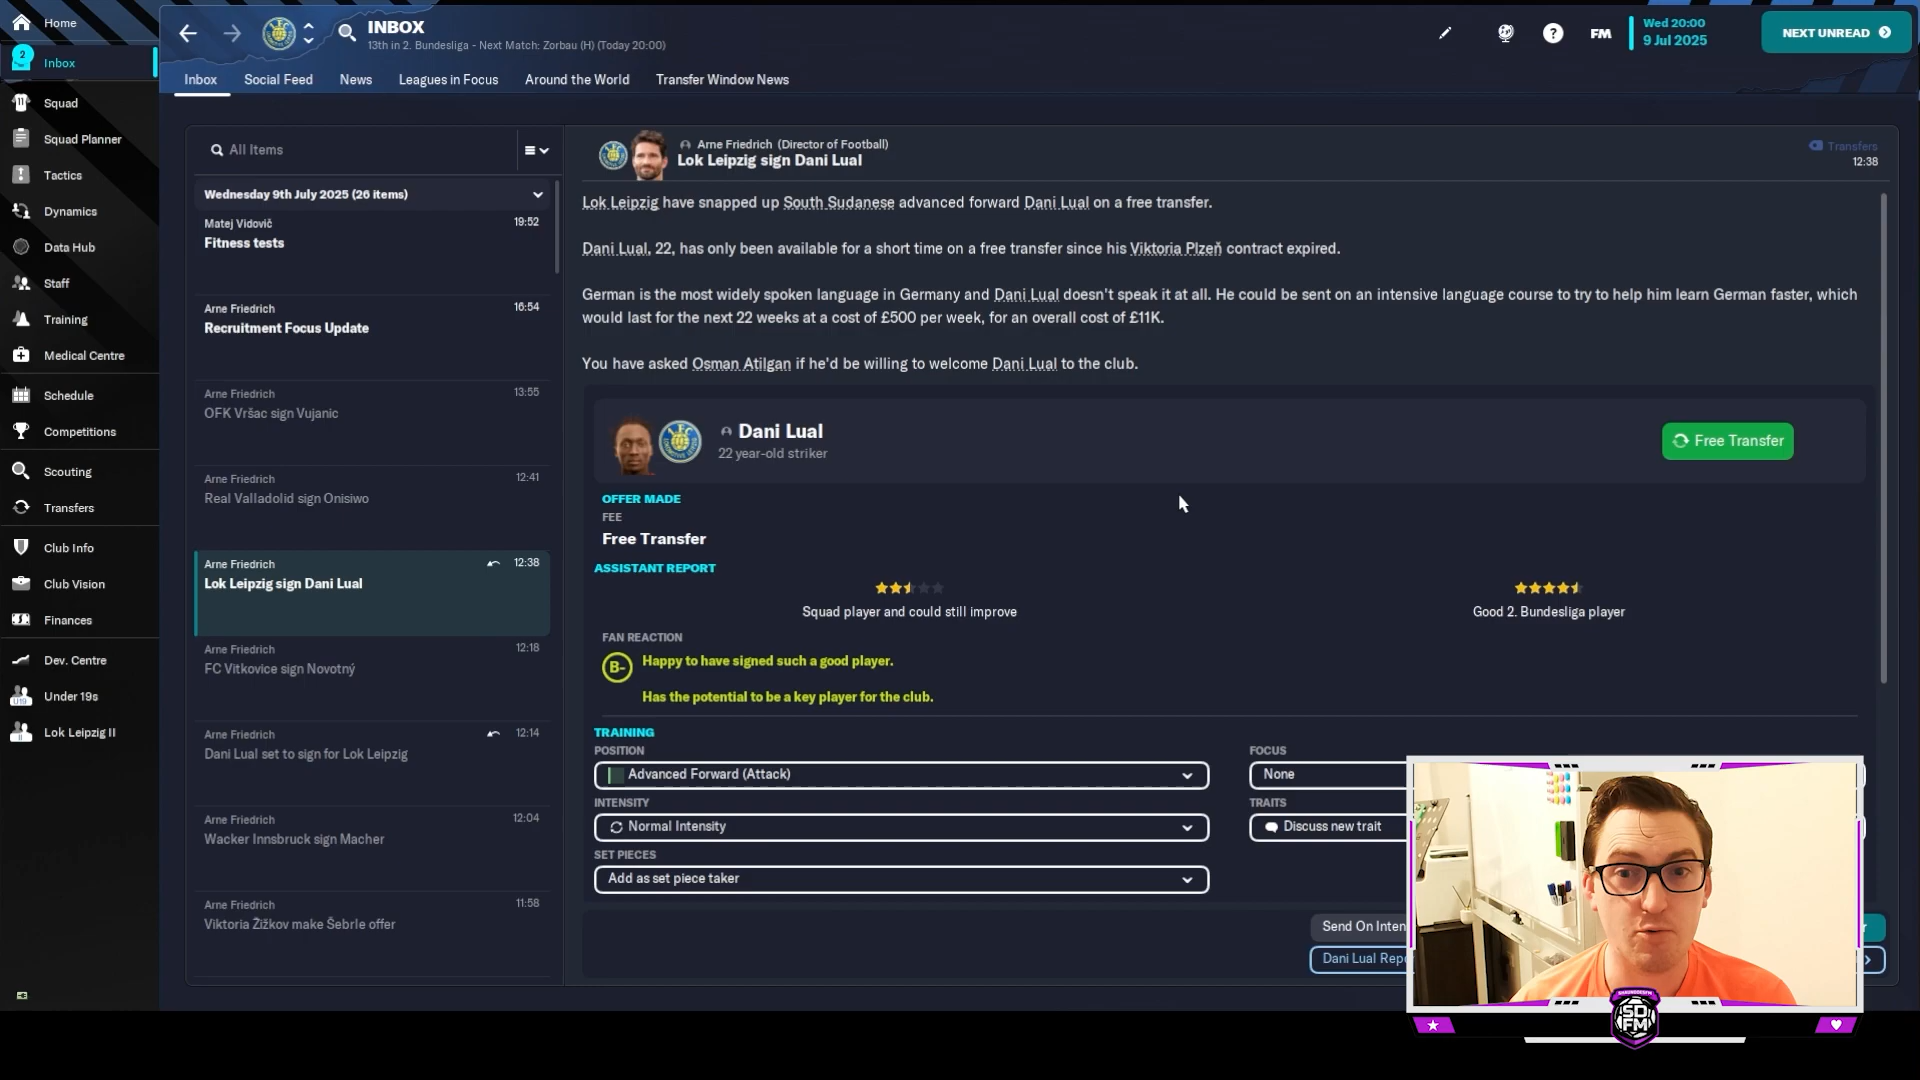 Home
2
Inbox
Squad
Squad Planner
Tactics
Dynamics
Data Hub
Staff
Training
Medical Centre
Schedule
Competitions
Scouting
Transfers
Club Info
Club Vision
Finances
Dev. Centre
Under 19s
Lok Leipzig II
INBOX
13th in 2. Bundesliga - Next Match: Zorbau (H) (Today 20:00)
FM
Wed 20:00
9 Jul 2025
NEXT UNREAD
Inbox
Social Feed
News
Leagues in Focus
Around the World
Transfer Window News
All Items
Wednesday 9th July 2025 (26 items)
Matej Vidovič 19:52
Fitness tests
Arne Friedrich 16:54
Recruitment Focus Update
Arne Friedrich 13:55
OFK Vršac sign Vujanic
Arne Friedrich 12:41
Real Valladolid sign Onisiwo
Arne Friedrich 12:38
Lok Leipzig sign Dani Lual
Arne Friedrich 12:18
FC Vitkovice sign Novotný
Arne Friedrich 12:14
Dani Lual set to sign for Lok Leipzig
Arne Friedrich 12:04
Wacker Innsbruck sign Macher
Arne Friedrich 11:58
Viktoria Žižkov make Šebrle offer
Arne Friedrich (Director of Football)
Lok Leipzig sign Dani Lual
Transfers
12:38
Lok Leipzig have snapped up South Sudanese advanced forward Dani Lual on a free transfer.
Dani Lual, 22, has only been available for a short time on a free transfer since his Viktoria Plzeň contract expired.
German is the most widely spoken language in Germany and Dani Lual doesn't speak it at all. He could be sent on an intensive language course to try to help him learn German faster, which
would last for the next 22 weeks at a cost of £500 per week, for an overall cost of £11K.
You have asked Osman Atilgan if he'd be willing to welcome Dani Lual to the club.
Dani Lual
22 year-old striker
Free Transfer
OFFER MADE
FEE
Free Transfer
ASSISTANT REPORT
Squad player and could still improve
Good 2. Bundesliga player
FAN REACTION
B-
Happy to have signed such a good player.
Has the potential to be a key player for the club.
TRAINING
POSITION
Advanced Forward (Attack)
FOCUS
None
INTENSITY
Normal Intensity
TRAITS
Discuss new trait
SET PIECES
Add as set piece taker
Send On Inten
Dani Lual Rep
SD
FM